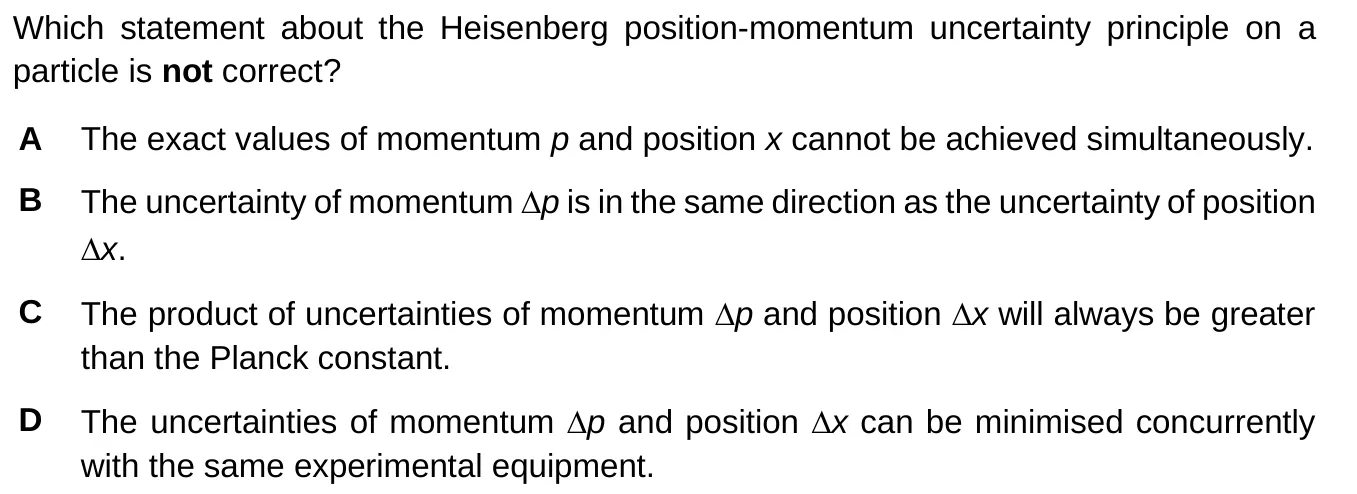 Which statement about the Heisenberg position-momentum uncertainty principle on a
particle is not correct?
A The exact values of momentum p and position x cannot be achieved simultaneously.
B The uncertainty of momentum Δp is in the same direction as the uncertainty of position
Δx.
C The product of uncertainties of momentum Δp and position Δx will always be greater
than the Planck constant.
D The uncertainties of momentum Δp and position Δx can be minimised concurrently
with the same experimental equipment.